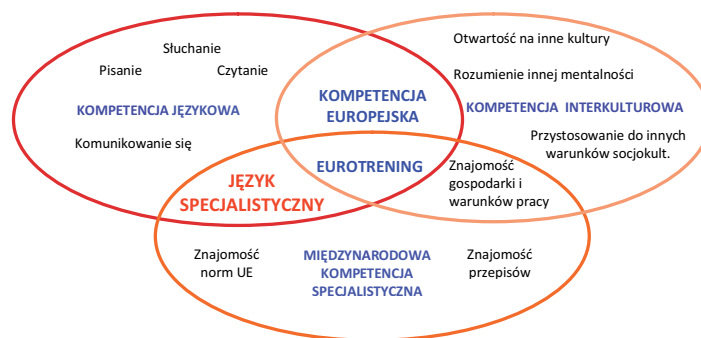 Słuchanie
Pisanie
Czytanie
KOMPETENCJA JĘZYKOWA
Komunikowanie się
KOMPETENCJA
EUROPEJSKA
Otwartość na inne kultury
Rozumienie innej mentalności
KOMPETENCJA INTERKULTUROWA
Przystosowanie do innych
warunków socjokult.
JĘZYK
SPECJALISTYCZNY
EUROTRENING
Znajomość
gospodarki i
warunków pracy
Znajomość
norm UE
MIĘDZYNARODOWA
KOMPETENCJA
SPECJALISTYCZNA
Znajomość
przepisów